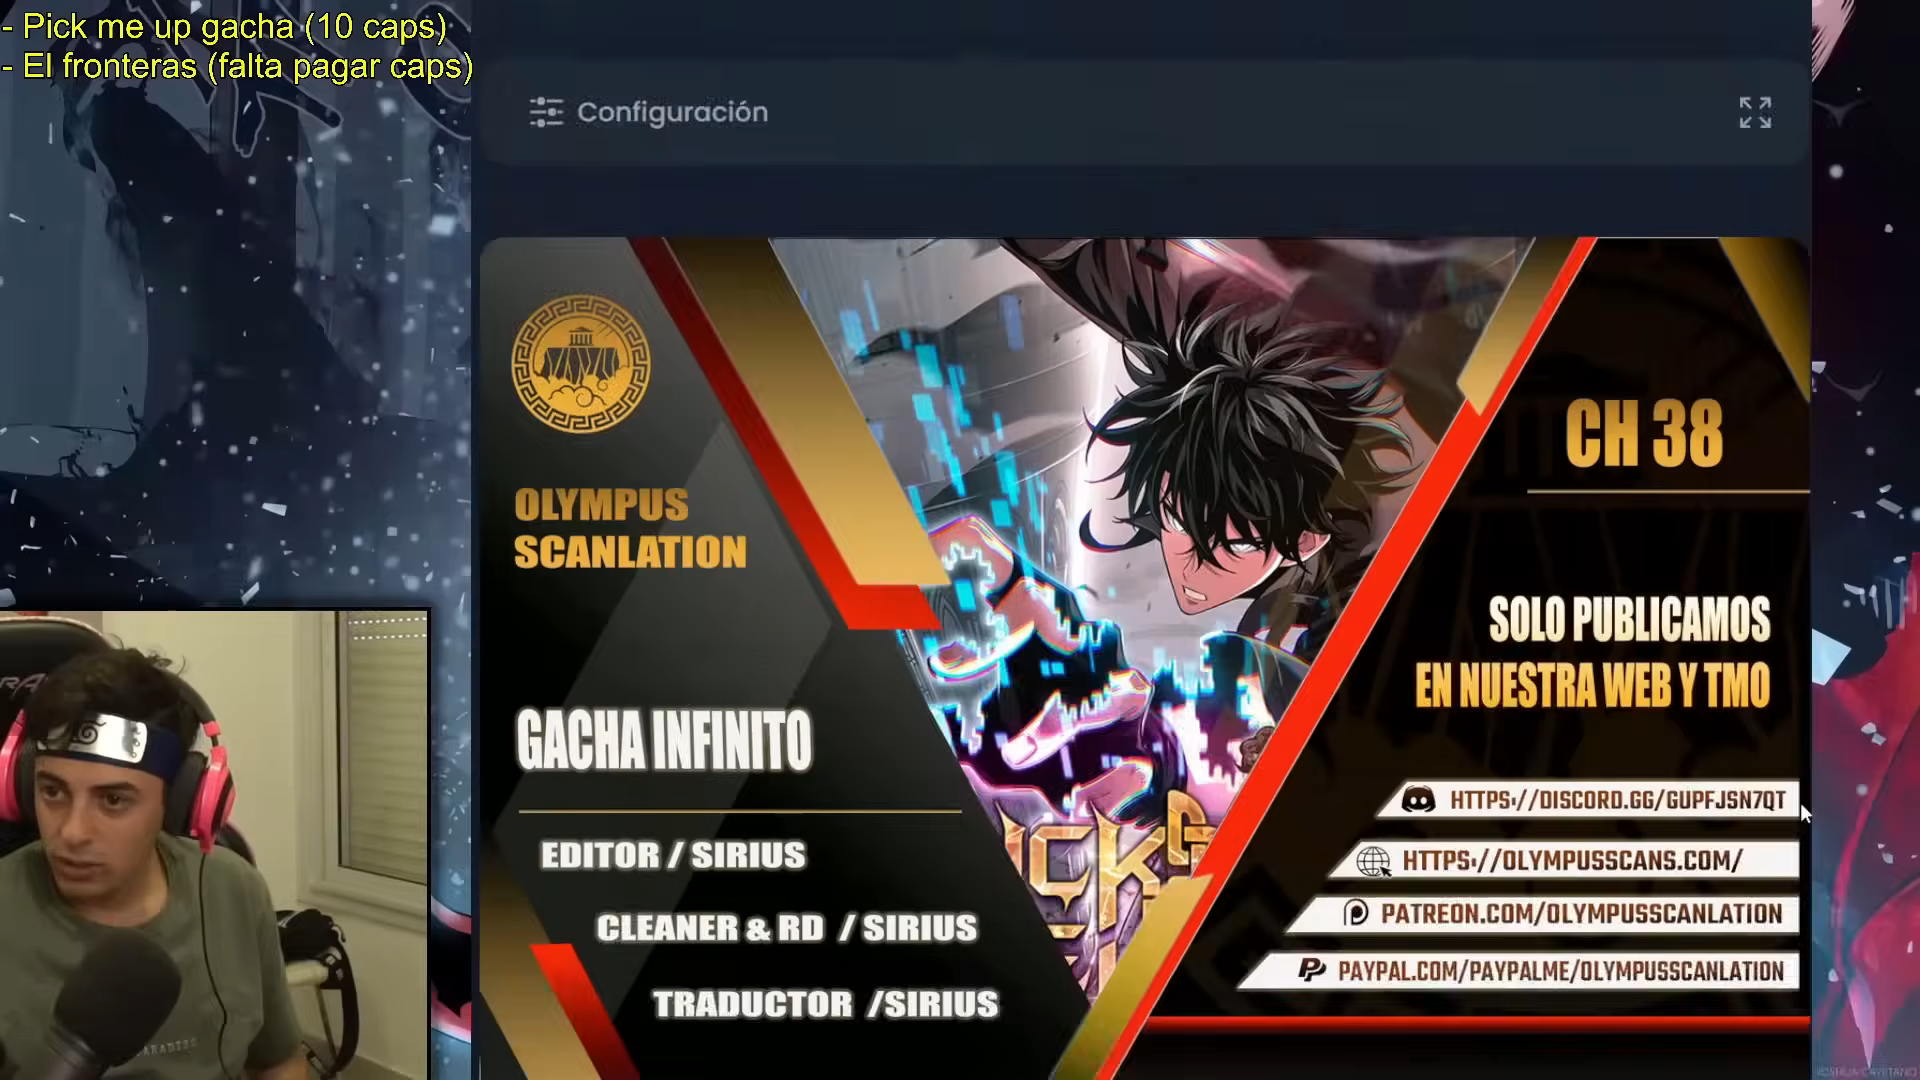 - Pick me up gacha (10 caps)
- El fronteras (falta pagar caps)
Configuración
OLYMPUS
SCANLATION
GACHA INFINITO
EDITOR / SIRIUS
CLEANER & RD / SIRIUS
TRADUCTOR /SIRIUS
CH 38
SOLO PUBLICAMOS
EN NUESTRA WEB Y TMO
HTTPS://DISCORD.GG/GUPFJSN7QT
HTTPS://OLYMPUSSCANS.COM/
PATREON.COM/OLYMPUSSCANLATION
PAYPAL.COM/PAYPALME/OLYMPUSSCANLATION